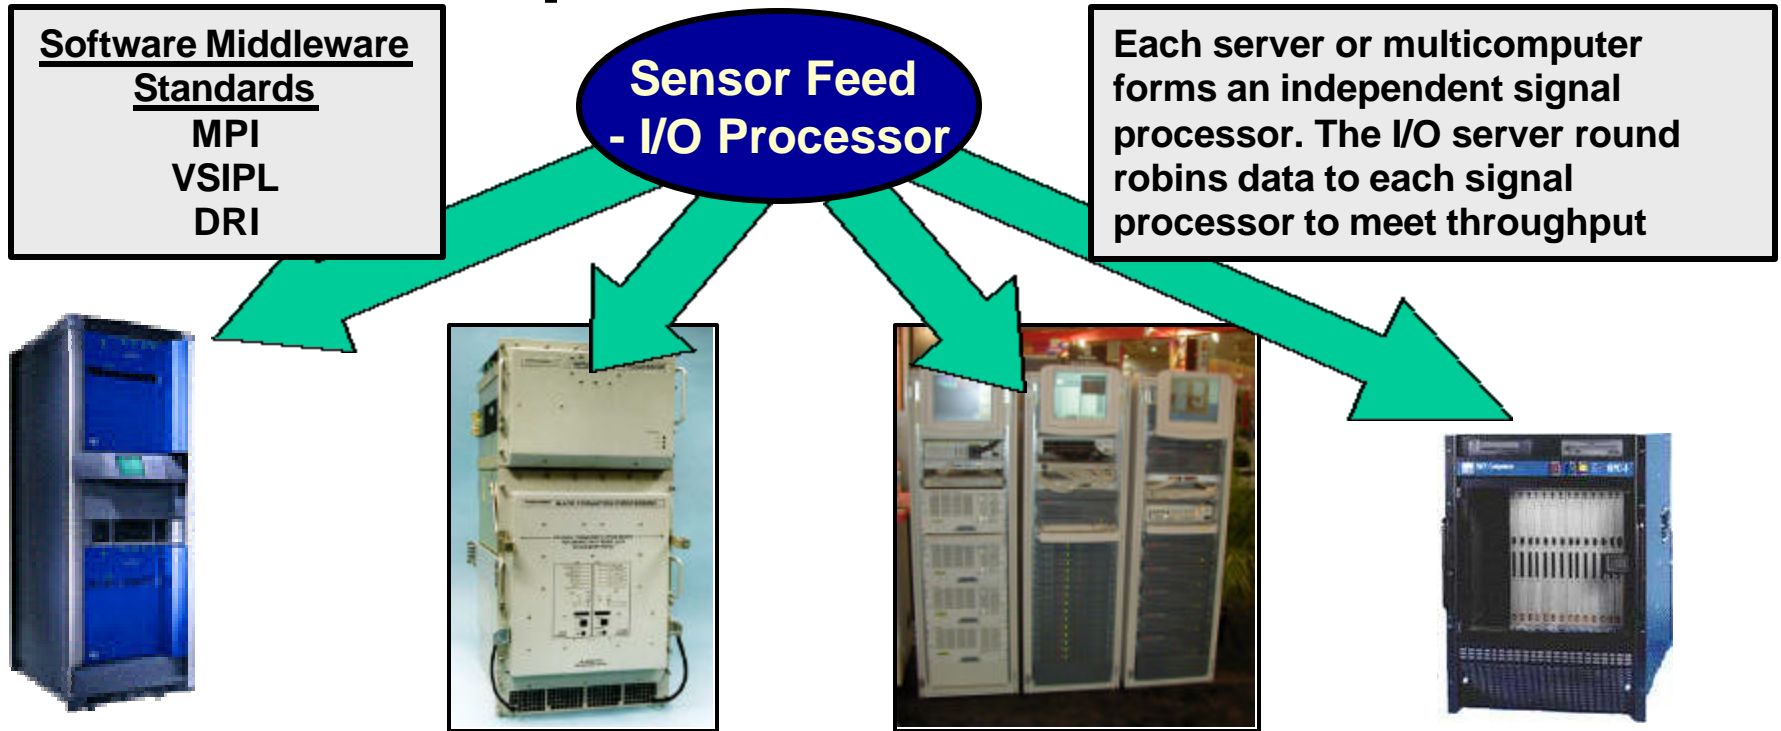 Software Middleware
Standards
MPI
VSIPL
DRI
Sensor Feed
- I/O Processor
Each server or multicomputer
forms an independent signal
processor. The I/O server round
robins data to each signal
processor to meet throughput